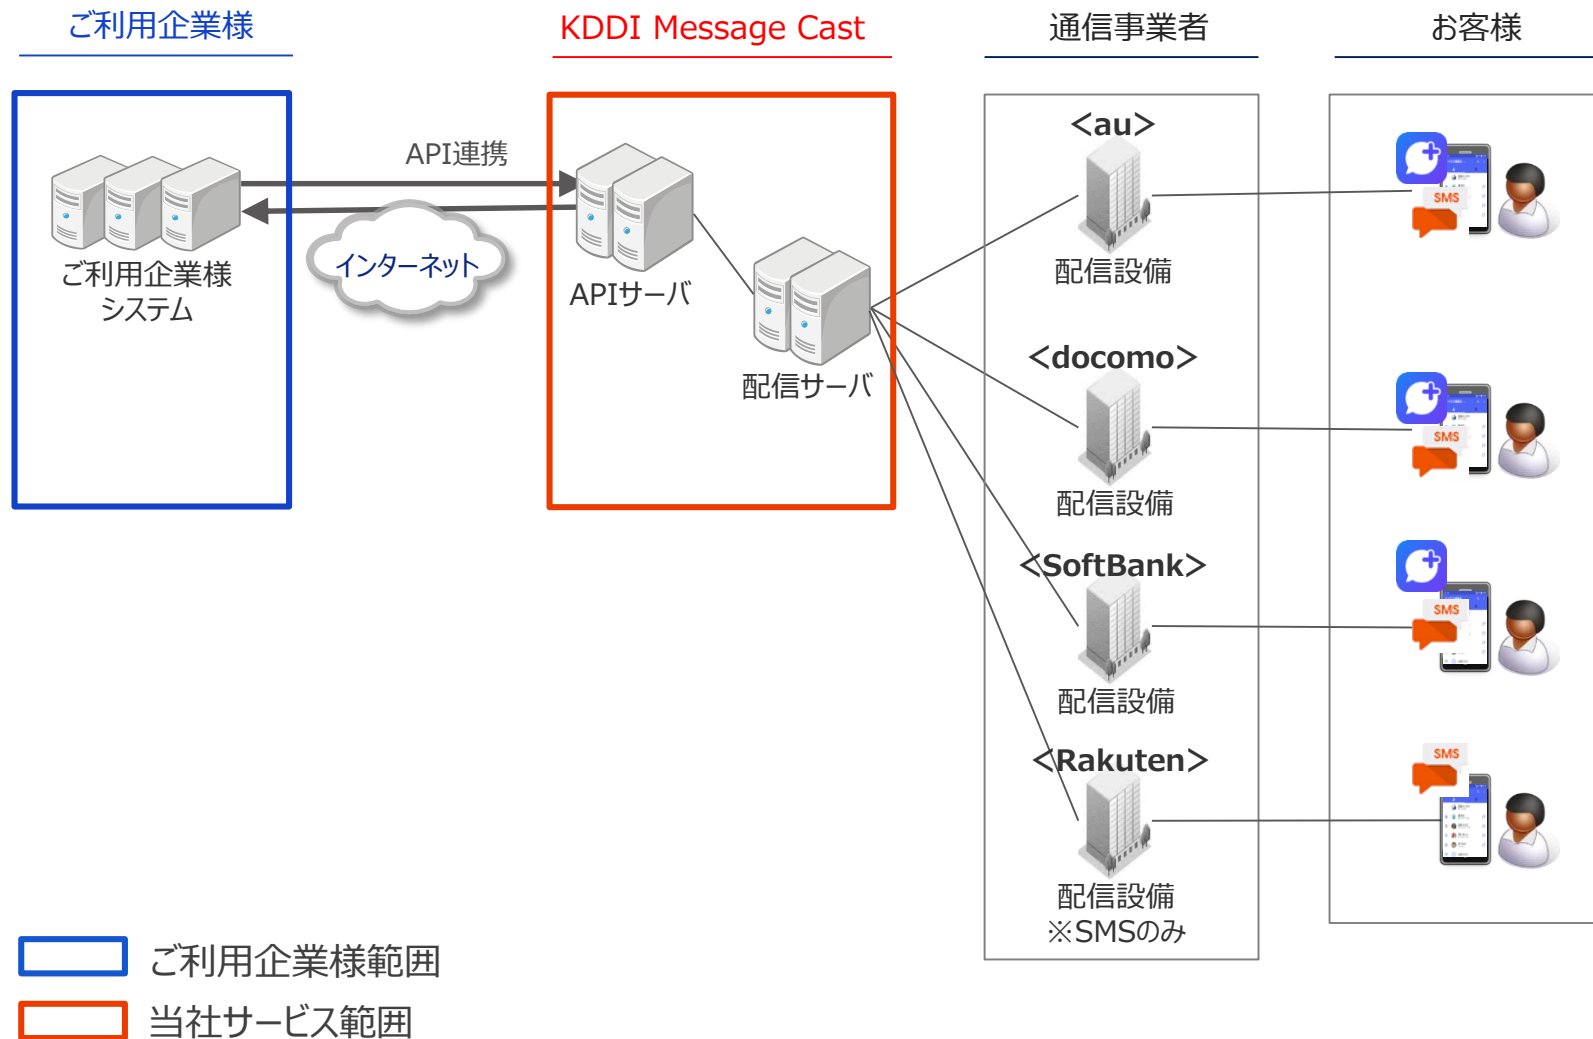 ご利用企業様
KDDI Message Cast
通信事業者
お客様
API連携
インターネット
ご利用企業様
システム
APIサーバ
配信サーバ
<au>
配信設備
SMS
<docomo>
配信設備
SMS
<SoftBank>
配信設備
SMS
<Rakuten>
配信設備
※SMSのみ
SMS
ご利用企業様範囲
当社サービス範囲